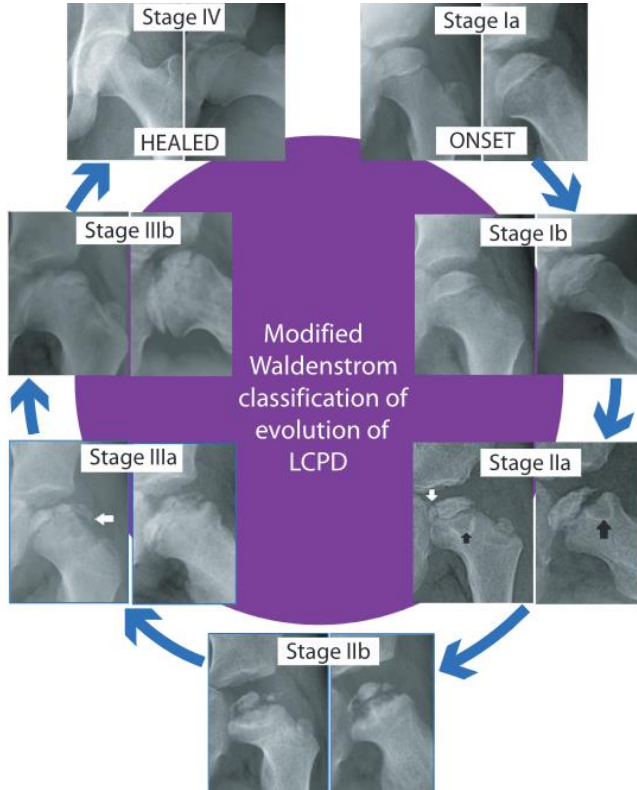 Stage IV
Stage Ia
HEALED
ONSET
Stage IIIb
Stage Ib
Modified
Waldenstrom
classification of
evolution of
LCPD
Stage IIIa
Stage IIa
Stage IIb